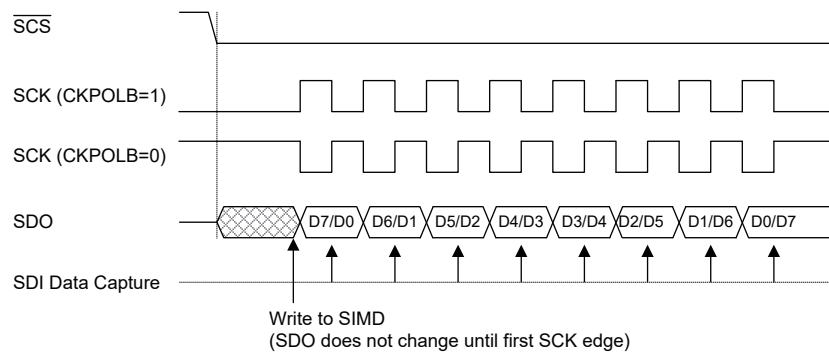 SCS
SCK (CKPOLB=1)
SCK (CKPOLB=0)
SDO
D7/D0 D6/D1 D5/D2 D4/D3 D3/D4 D2/D5 D1/D6 D0/D7
SDI Data Capture
Write to SIMD
(SDO does not change until first SCK edge)